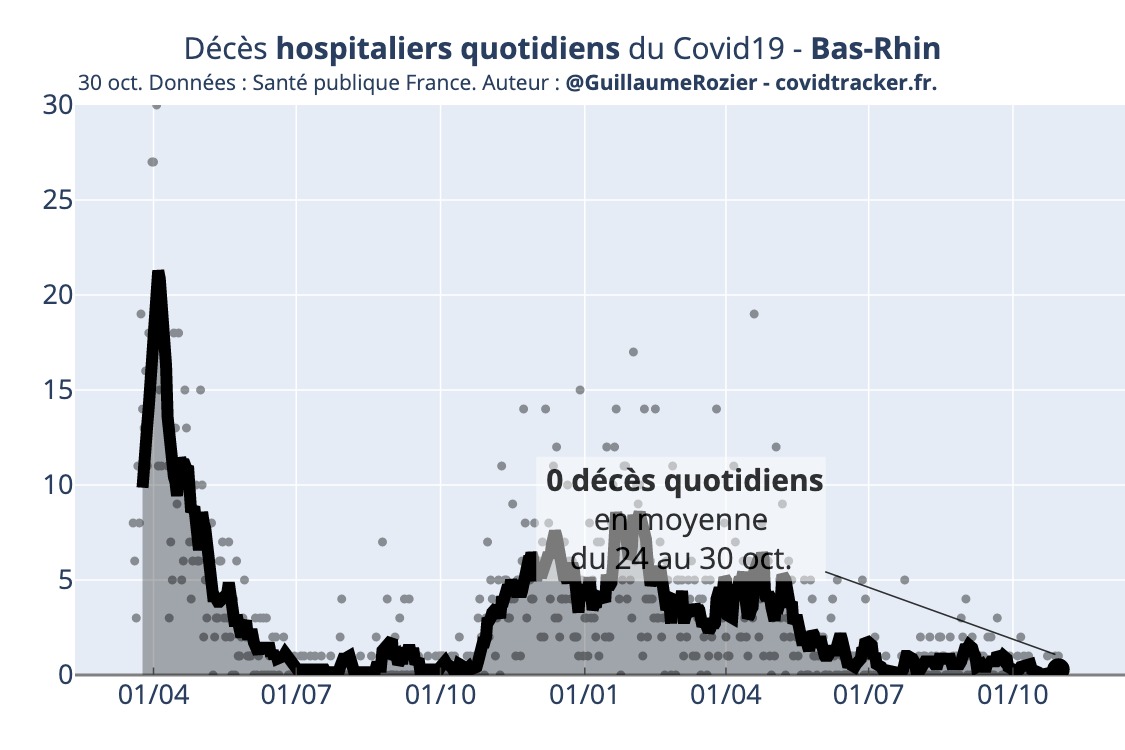 Décès hospitaliers quotidiens du Covid19 - Bas-Rhin
30 oct. Données : Santé publique France. Auteur : @GuillaumeRozier - covidtracker.fr.
30
25
20
15
10
5
0
0 décès quotidiens
en moyenne
du 24 au 30 oct.
01/04 01/07 01/10 01/01 01/04 01/07 01/10